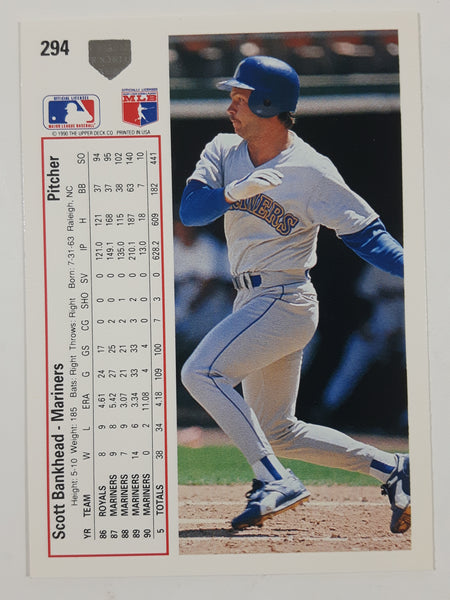 294
OFFICIAL LICENSEE
MAJOR LEAGUE BASEBALL
OFFICIALLY LICENSED
MLB
© 1990 THE UPPER DECK CO. PRINTED IN USA
Scott Bankhead - Mariners Pitcher
Height: 5-10 Weight: 185 Bats: Right Throws: Right Born: 7-31-63 Raleigh, NC
YR TEAM W L ERA G GS CG SHO SV IP H BB SO
86 ROYALS 8 9 4.61 24 17 0 0 0 121.0 121 37 94
87 MARINERS 9 8 5.42 27 25 2 0 0 149.1 168 37 95
88 MARINERS 7 9 3.07 21 21 2 1 0 135.0 115 38 102
89 MARINERS 14 6 3.34 33 33 3 2 0 210.1 187 63 140
90 MARINERS 0 2 11.08 4 4 0 0 0 13.0 18 7 10
5 TOTALS 38 34 4.18 109 100 7 3 0 628.2 609 182 441